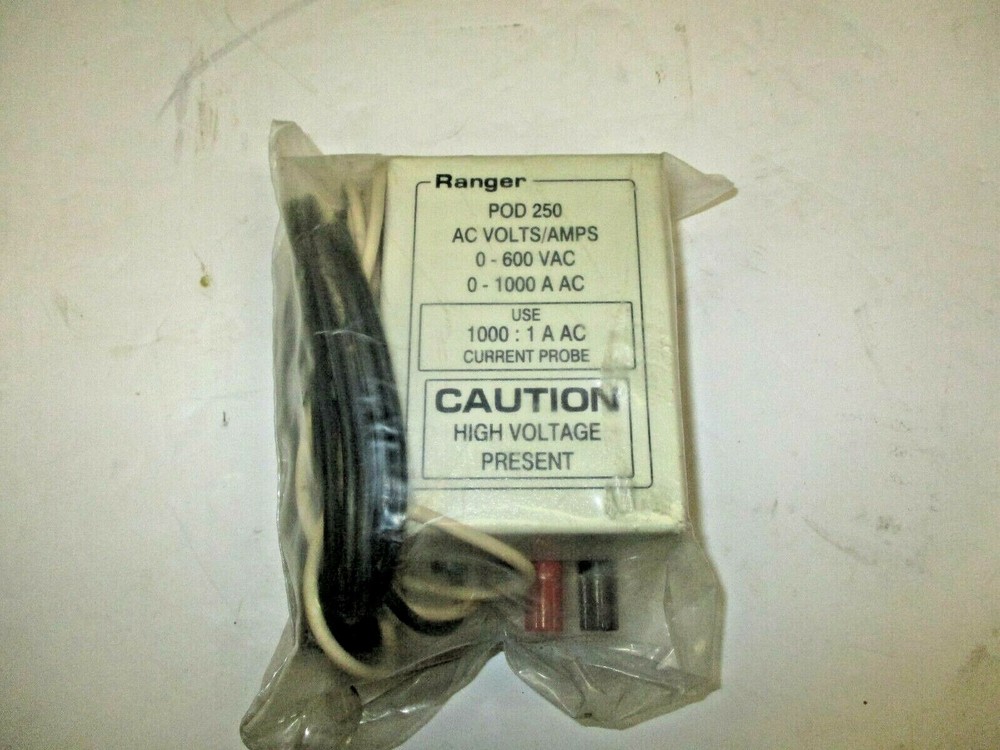 Ranger
POD 250
AC VOLTS/AMPS
0 - 600 VAC
0 - 1000 A AC
USE
1000 : 1 A AC
CURRENT PROBE
CAUTION
HIGH VOLTAGE
PRESENT